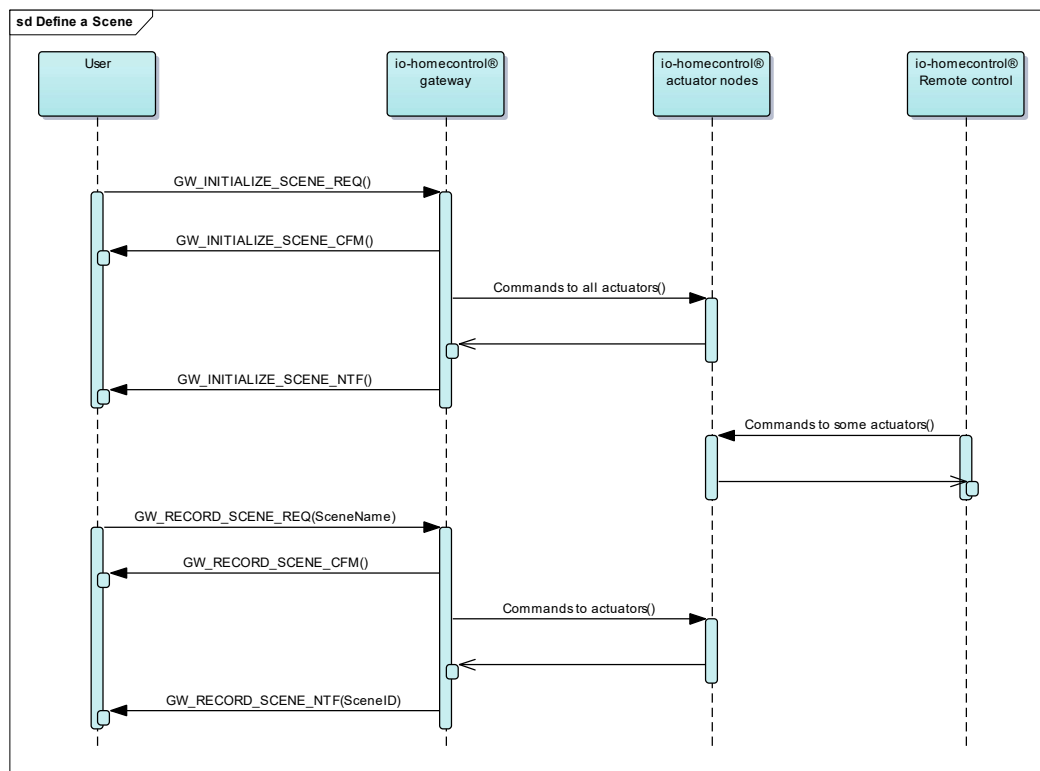 sd Define a Scene
User
io-homecontrol®
gateway
io-homecontrol®
actuator nodes
io-homecontrol®
Remote control
GW_INITIALIZE_SCENE_REQ()
GW_INITIALIZE_SCENE_CFM()
Commands to all actuators()
GW_INITIALIZE_SCENE_NTF()
Commands to some actuators()
GW_RECORD_SCENE_REQ(SceneName)
GW_RECORD_SCENE_CFM()
Commands to actuators()
GW_RECORD_SCENE_NTF(SceneID)